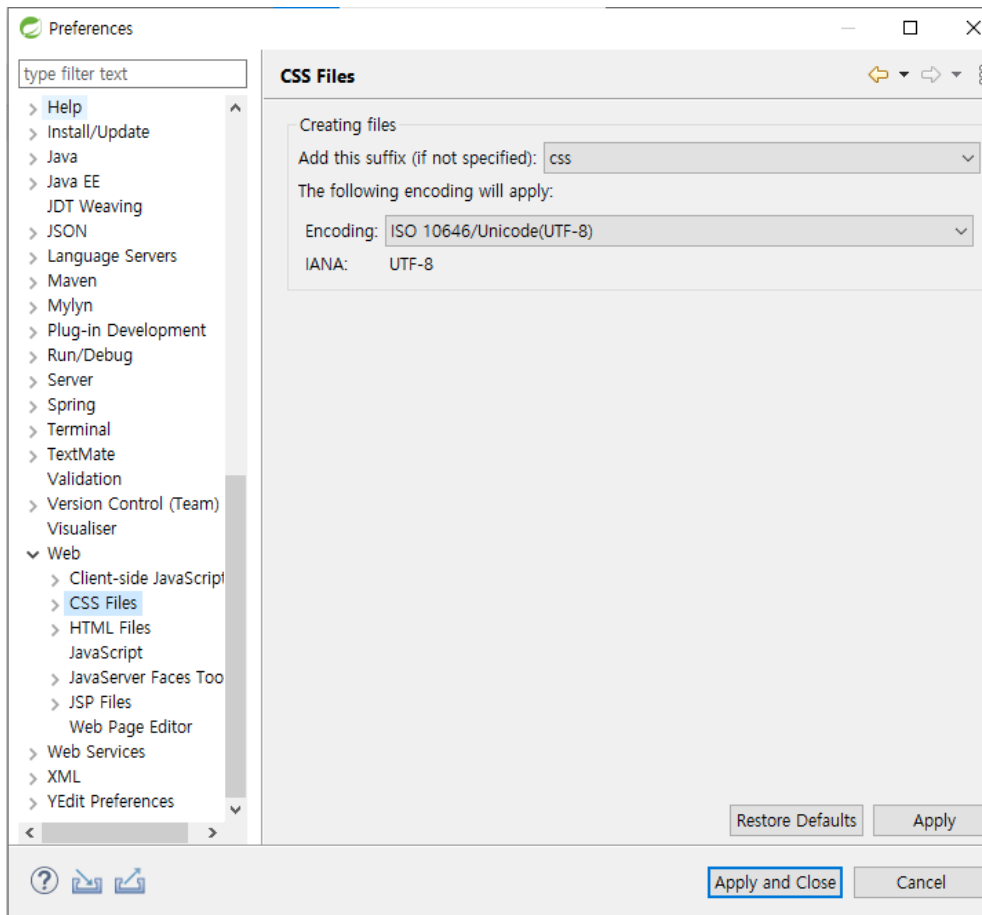 Preferences
type filter text
Help
Install/Update
Java
Java EE
JDT Weaving
JSON
Language Servers
Maven
Mylyn
Plug-in Development
Run/Debug
Server
Spring
Terminal
TextMate
Validation
Version Control (Team)
Visualiser
Web
Client-side JavaScript
CSS Files
HTML Files
JavaScript
JavaServer Faces Too
JSP Files
Web Page Editor
Web Services
XML
YEdit Preferences
CSS Files
Creating files
Add this suffix (if not specified): css
The following encoding will apply:
Encoding: ISO 10646/Unicode(UTF-8)
IANA: UTF-8
Restore Defaults Apply
? Apply and Close Cancel